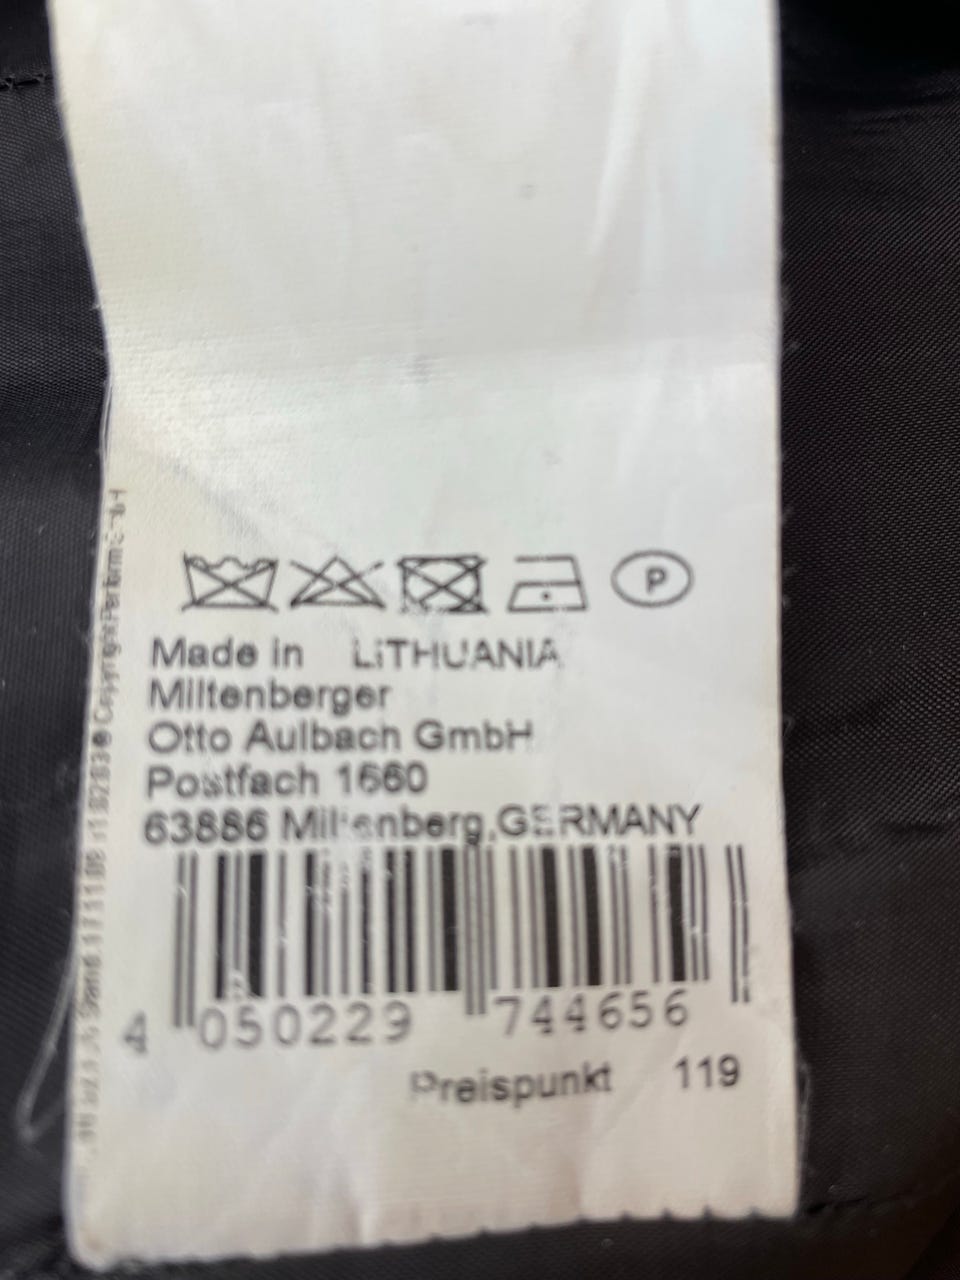 P
Made in LiTHUANIA
Miltenberger
Otto Aulbach GmbH
Postfach 1660
63886 Miltenberg,GERMANY
4 050229 744656
Preispunkt 119